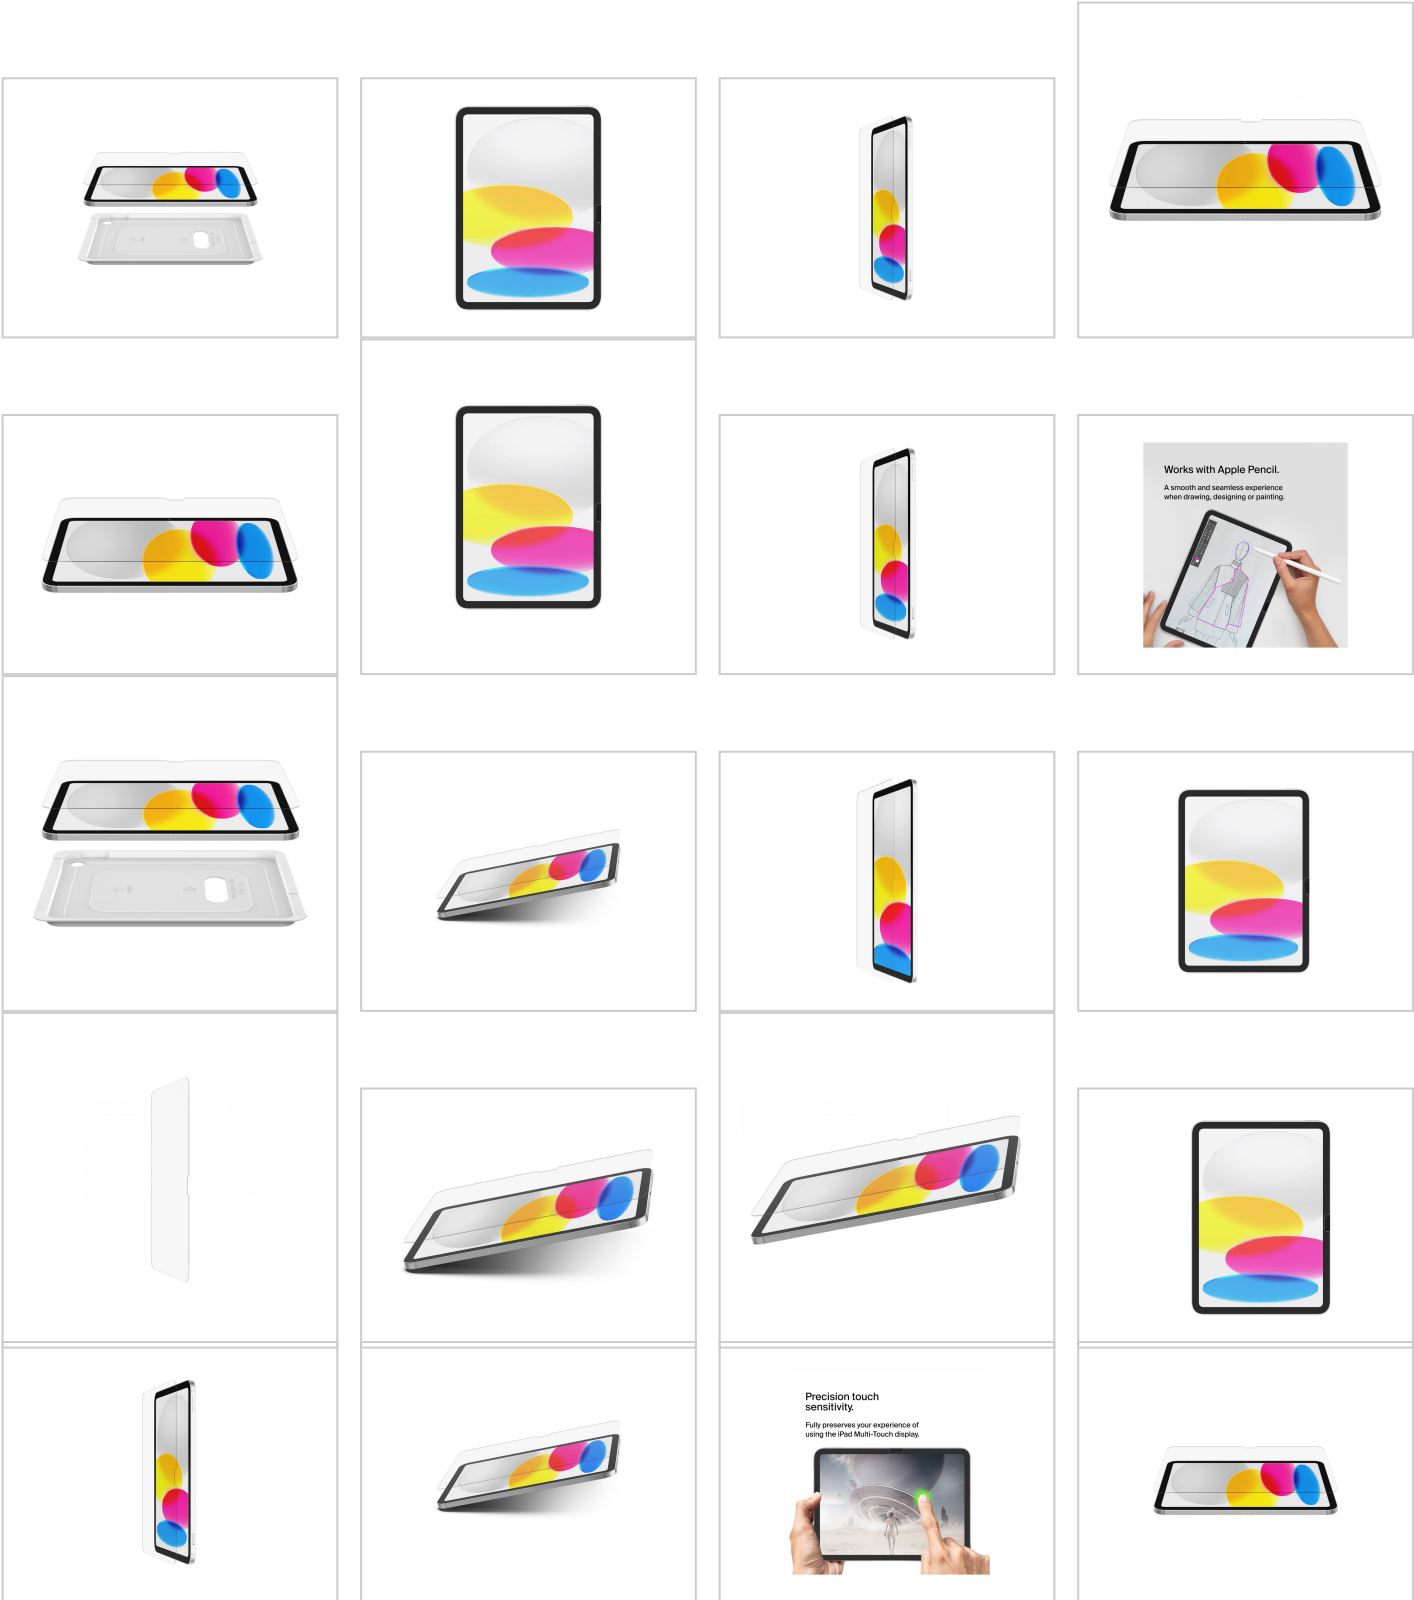 Works with Apple Pencil.
A smooth and seamless experience
when drawing, designing or painting.
Precision touch
sensitivity.
Fully preserves your experience of
using the iPad Multi-Touch display.